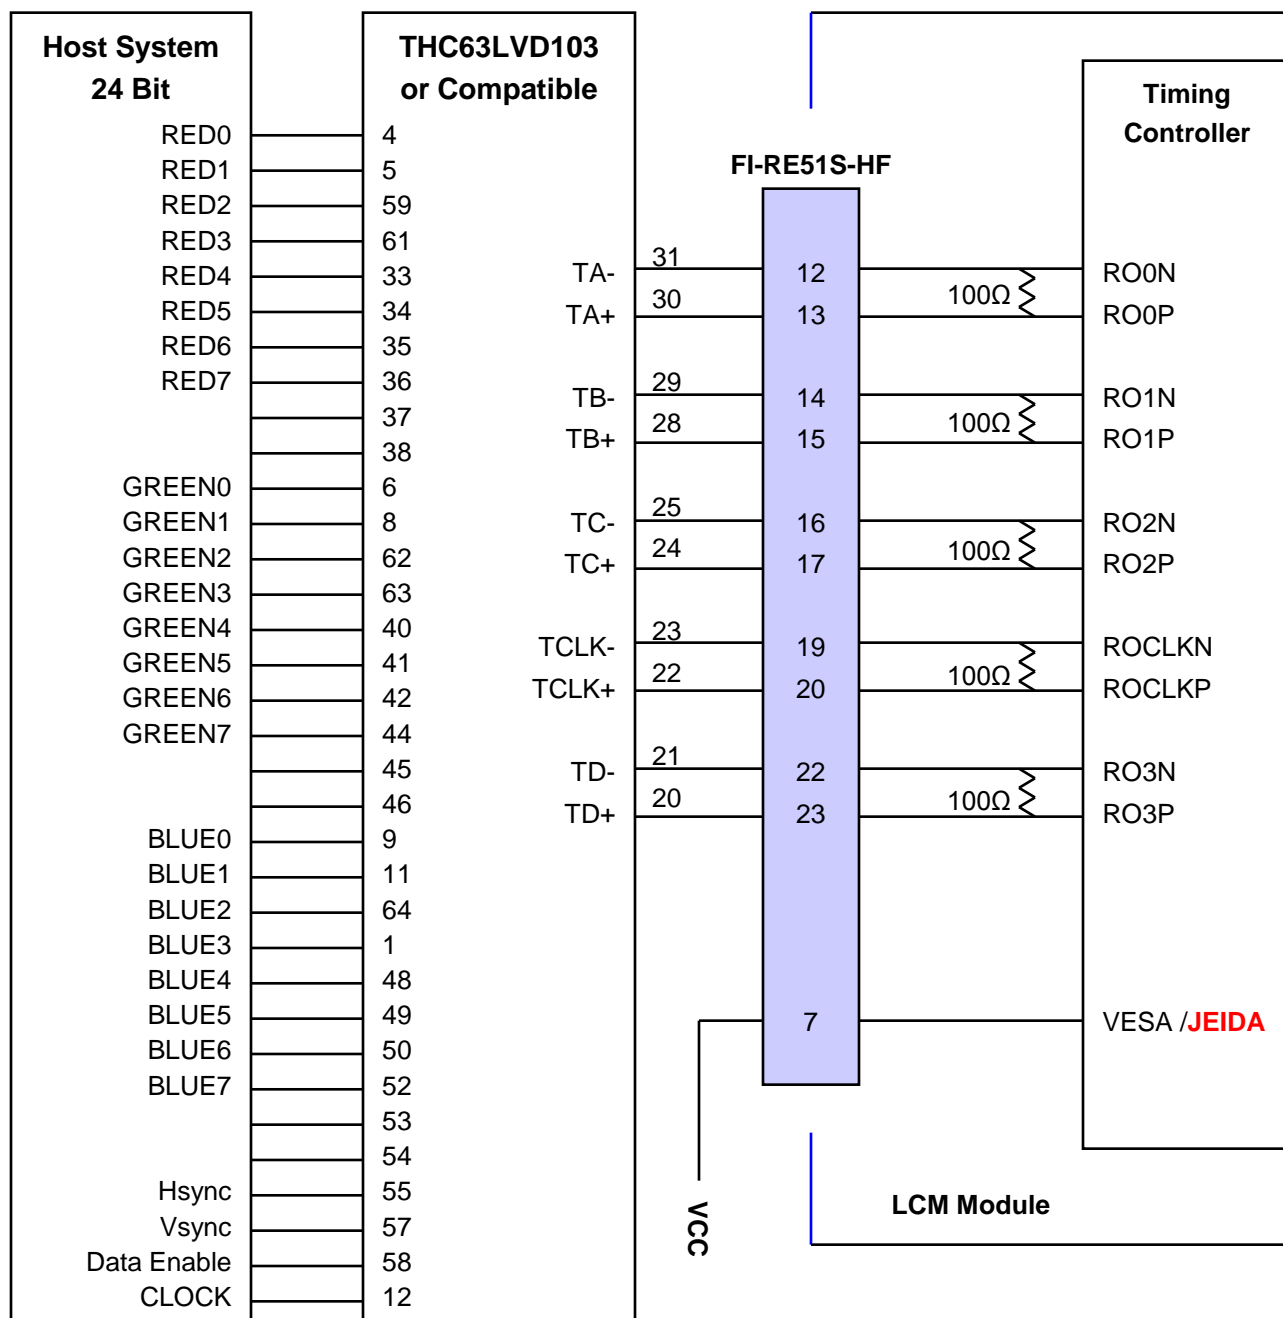 Host System
24 Bit
RED0
RED1
RED2
RED3
RED4
RED5
RED6
RED7
GREEN0
GREEN1
GREEN2
GREEN3
GREEN4
GREEN5
GREEN6
GREEN7
BLUE0
BLUE1
BLUE2
BLUE3
BLUE4
BLUE5
BLUE6
BLUE7
Hsync
Vsync
Data Enable
CLOCK
THC63LVD103
or Compatible
4
5
59
61
33
34
35
36
37
38
6
8
62
63
40
41
42
44
45
46
9
11
64
1
48
49
50
52
53
54
55
57
58
12
TA-
TA+
TB-
TB+
TC-
TC+
TCLK-
TCLK+
TD-
TD+
31
30
29
28
25
24
23
22
21
20
FI-RE51S-HF
12
13
14
15
16
17
19
20
22
23
7
VCC
100Ω
100Ω
100Ω
100Ω
100Ω
Timing
Controller
RO0N
RO0P
RO1N
RO1P
RO2N
RO2P
ROCLKN
ROCLKP
RO3N
RO3P
VESA /JEIDA
LCM Module